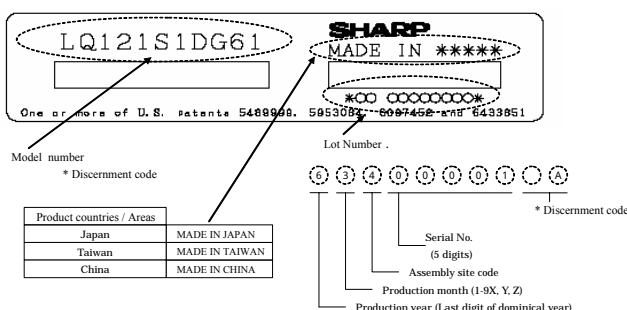 LQ121S1DG61
SHARP
MADE IN *****
*OO OOOOOOOO*
One or more of U.S. Patents 5489999. 5953084, 6097452 and 6433851
Model number
* Discernment code
Lot Number .
6 3 4 0 0 0 0 1 A
* Discernment code
Product countries / Areas
Japan MADE IN JAPAN
Taiwan MADE IN TAIWAN
China MADE IN CHINA
Serial No.
(5 digits)
Assembly site code
Production month (1-9X, Y, Z)
Production year (Last digit of dominical year)